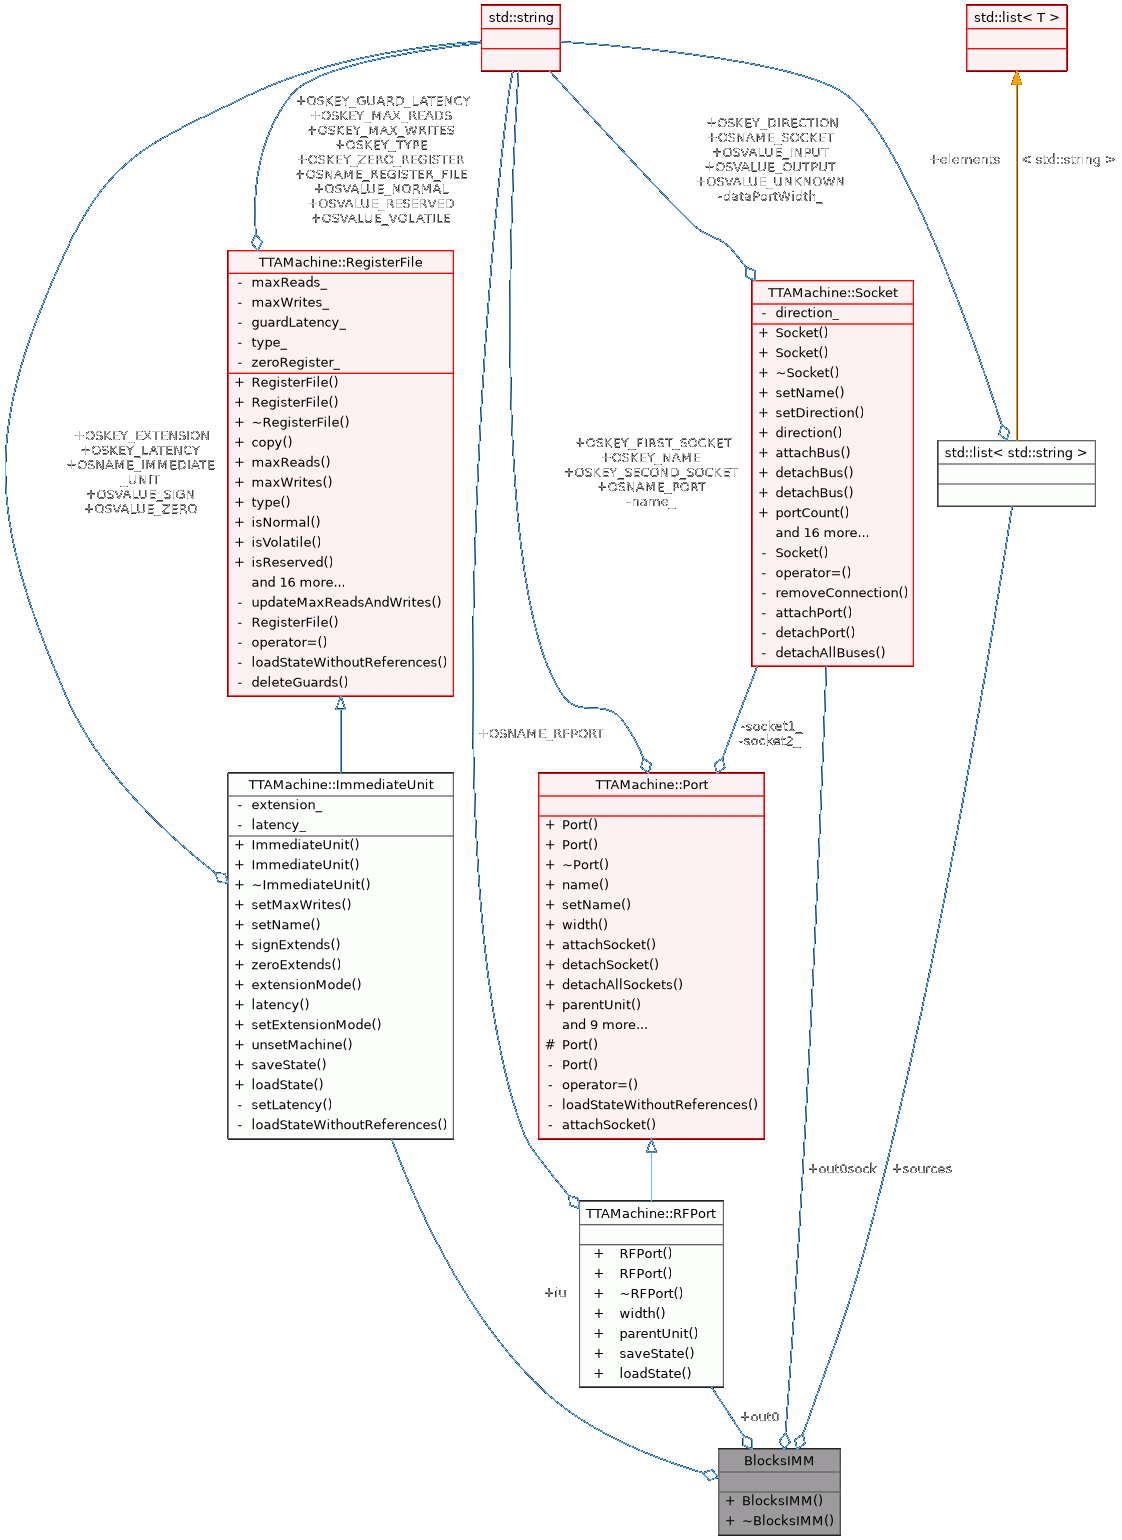 std::string
std::list< T >
+OSKEY_GUARD_LATENCY
+OSKEY_MAX_READS
+OSKEY_MAX_WRITES
+OSKEY_TYPE
+OSKEY_ZERO_REGISTER
+OSNAME_REGISTER_FILE
+OSVALUE_NORMAL
+OSVALUE_RESERVED
+OSVALUE_VOLATILE
+OSKEY_DIRECTION
+OSNAME_SOCKET
+OSVALUE_INPUT
+OSVALUE_OUTPUT
+OSVALUE_UNKNOWN
-dataPortWidth_
+elements
< std::string >
TTAMachine::RegisterFile
- maxReads_
- maxWrites_
- guardLatency_
- type_
- zeroRegister_
+ RegisterFile()
+ RegisterFile()
+ ~RegisterFile()
+ copy()
+ maxReads()
+ maxWrites()
+ type()
+ isNormal()
+ isVolatile()
+ isReserved()
and 16 more...
- updateMaxReadsAndWrites()
- RegisterFile()
- operator=()
- loadStateWithoutReferences()
- deleteGuards()
TTAMachine::Socket
- direction_
+ Socket()
+ Socket()
+ ~Socket()
+ setName()
+ setDirection()
+ direction()
+ attachBus()
+ detachBus()
+ detachBus()
+ portCount()
and 16 more...
- Socket()
- operator=()
- removeConnection()
- attachPort()
- detachPort()
- detachAllBuses()
std::list< std::string >
+OSKEY_EXTENSION
+OSKEY_LATENCY
+OSNAME_IMMEDIATE
_UNIT
+OSVALUE_SIGN
+OSVALUE_ZERO
+OSKEY_FIRST_SOCKET
+OSKEY_NAME
+OSKEY_SECOND_SOCKET
+OSNAME_PORT
-name_
+OSNAME_RFPORT
-socket1_
-socket2_
TTAMachine::ImmediateUnit
- extension_
- latency_
+ ImmediateUnit()
+ ImmediateUnit()
+ ~ImmediateUnit()
+ setMaxWrites()
+ setName()
+ signExtends()
+ zeroExtends()
+ extensionMode()
+ latency()
+ setExtensionMode()
+ unsetMachine()
+ saveState()
+ loadState()
- setLatency()
- loadStateWithoutReferences()
TTAMachine::Port
+ Port()
+ Port()
+ ~Port()
+ name()
+ setName()
+ width()
+ attachSocket()
+ detachSocket()
+ detachAllSockets()
+ parentUnit()
and 9 more...
# Port()
- Port()
- operator=()
- loadStateWithoutReferences()
- attachSocket()
+out0sock
+sources
TTAMachine::RFPort
+ RFPort()
+ RFPort()
+ ~RFPort()
+ width()
+ parentUnit()
+ saveState()
+ loadState()
+iu
+out0
BlocksIMM
+ BlocksIMM()
+ ~BlocksIMM()